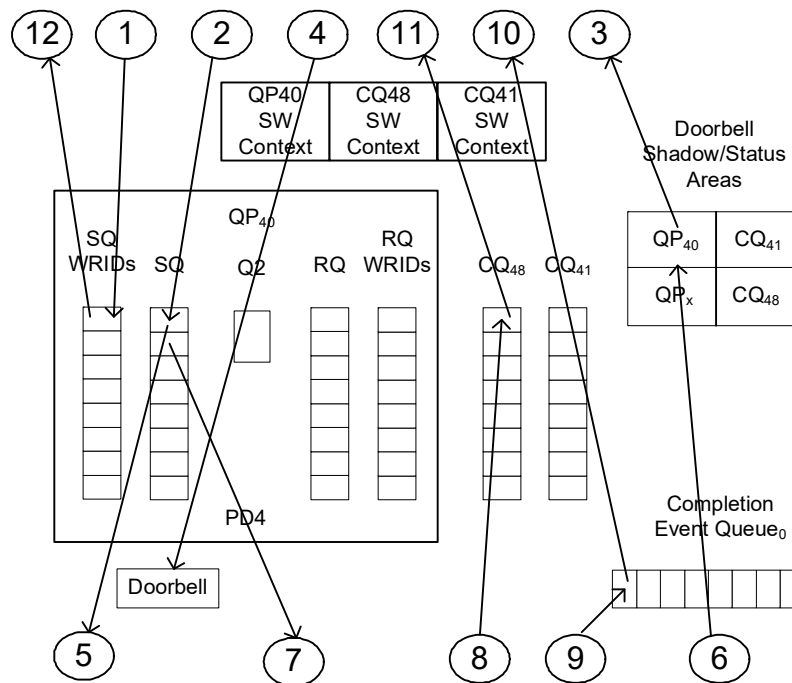 12 1 2 4 11 10 3
QP40 CQ48 CQ41
SW SW SW
Context Context Context
Doorbell
Shadow/Status
Areas
QP40 CQ41
QPx CQ48
QP40
SQ WRIDs
SQ
Q2
RQ
RQ WRIDs
CQ48 CQ41
PD4
Completion
Event Queue0
Doorbell
5 7 8 9 6